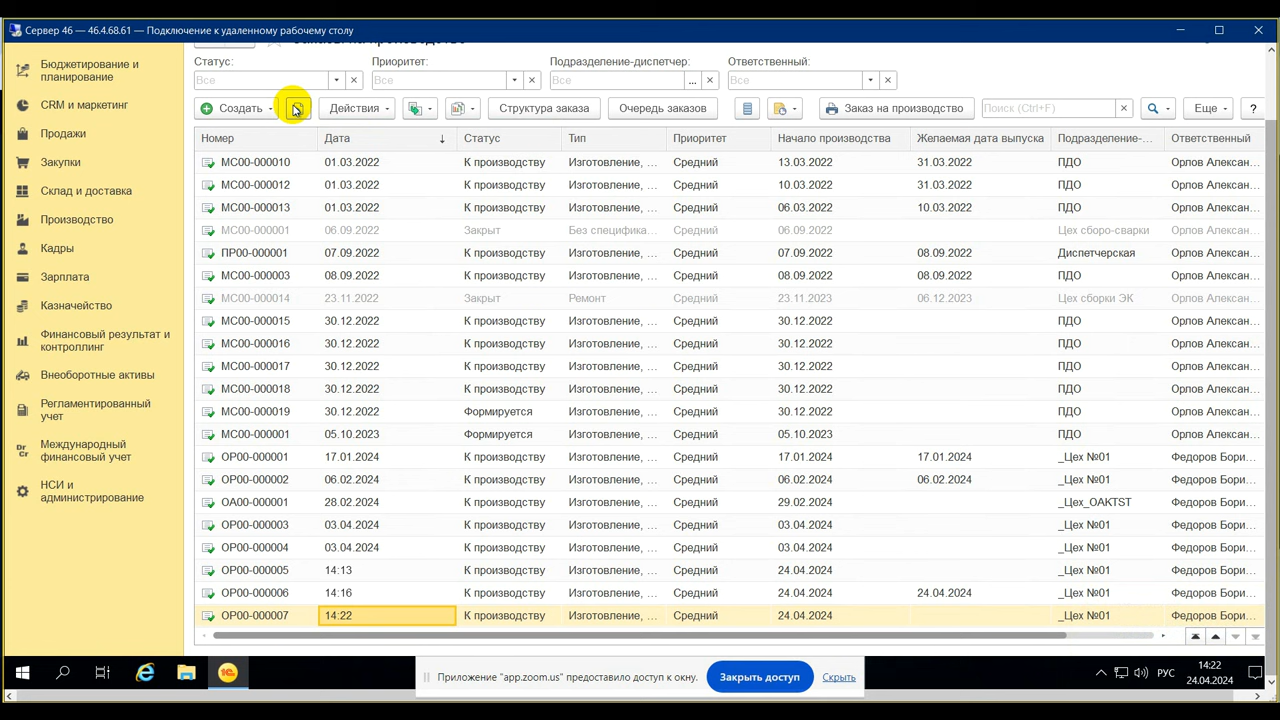 Сервер 46 — 46.4.68.61 — Подключение к удаленному рабочему столу
Бюджетирование и
планирование
CRM и маркетинг
Продажи
Закупки
Склад и доставка
Производство
Кадры
Зарплата
Казначейство
Финансовый результат и
контроллинг
Внеоборотные активы
Регламентированный
учет
Международный
финансовый учет
НСИ и
администрирование
Статус: Приоритет: Подразделение-диспетчер: Ответственный:
Все Все Все Все
Создать Действия Структура заказа Очередь заказов Заказ на производство Поиск (Ctrl+F) Еще ?
Номер Дата Статус Тип Приоритет Начало производства Желаемая дата выпуска Подразделение-... Ответственный
МС00-000010 01.03.2022 К производству Изготовление, ... Средний 13.03.2022 31.03.2022 ПДО Орлов Алексан...
МС00-000012 01.03.2022 К производству Изготовление, ... Средний 10.03.2022 31.03.2022 ПДО Орлов Алексан...
МС00-000013 01.03.2022 К производству Изготовление, ... Средний 06.03.2022 10.03.2022 ПДО Орлов Алексан...
МС00-000001 06.09.2022 Закрыт Без специфика... Средний 06.09.2022 Цех сборо-сварки Орлов Алексан...
ПР00-000001 07.09.2022 К производству Изготовление, ... Средний 07.09.2022 08.09.2022 Диспетчерская Орлов Алексан...
МС00-000003 08.09.2022 К производству Изготовление, ... Средний 08.09.2022 08.09.2022 ПДО Орлов Алексан...
МС00-000014 23.11.2022 Закрыт Ремонт Средний 23.11.2023 06.12.2023 Цех сборки ЭК Орлов Алексан...
МС00-000015 30.12.2022 К производству Изготовление, ... Средний 30.12.2022 ПДО Орлов Алексан...
МС00-000016 30.12.2022 К производству Изготовление, ... Средний 30.12.2022 ПДО Орлов Алексан...
МС00-000017 30.12.2022 К производству Изготовление, ... Средний 30.12.2022 ПДО Орлов Алексан...
МС00-000018 30.12.2022 К производству Изготовление, ... Средний 30.12.2022 ПДО Орлов Алексан...
МС00-000019 30.12.2022 Формируется Изготовление, ... Средний 30.12.2022 ПДО Орлов Алексан...
МС00-000001 05.10.2023 Формируется Изготовление, ... Средний 05.10.2023 ПДО Орлов Алексан...
ОР00-000001 17.01.2024 К производству Изготовление, ... Средний 17.01.2024 17.01.2024 _Цех №01 Федоров Бори...
ОР00-000002 06.02.2024 К производству Изготовление, ... Средний 06.02.2024 06.02.2024 _Цех №01 Федоров Бори...
ОА00-000001 28.02.2024 К производству Изготовление, ... Средний 29.02.2024 _Цех_OAKTST Федоров Бори...
ОР00-000003 03.04.2024 К производству Изготовление, ... Средний 03.04.2024 _Цех №01 Федоров Бори...
ОР00-000004 03.04.2024 К производству Изготовление, ... Средний 03.04.2024 _Цех №01 Федоров Бори...
ОР00-000005 14:13 К производству Изготовление, ... Средний 24.04.2024 _Цех №01 Федоров Бори...
ОР00-000006 14:16 К производству Изготовление, ... Средний 24.04.2024 24.04.2024 _Цех №01 Федоров Бори...
ОР00-000007 14:22 К производству Изготовление, ... Средний 24.04.2024 _Цех №01 Федоров Бори...
Приложение "app.zoom.us" предоставило доступ к окну. Закрыть доступ Скрыть
РУС
14:22
24.04.2024